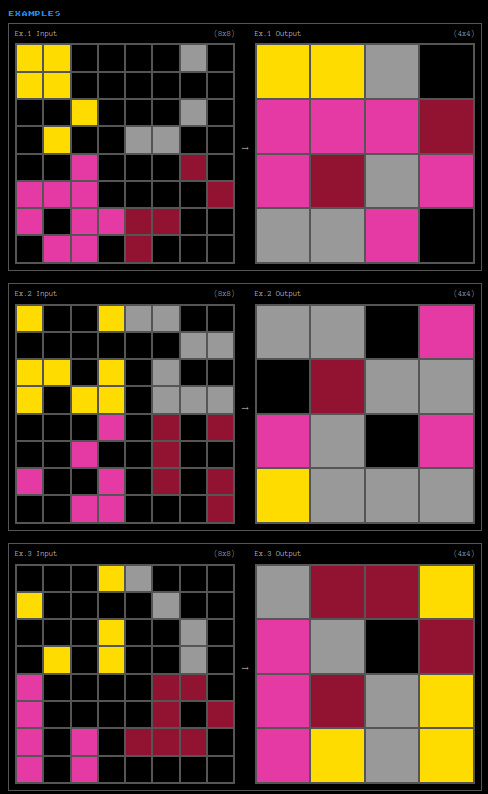 EXAMPLES
Ex.1 Input (8x8) Ex.1 Output (4x4)
→
Ex.2 Input (8x8) Ex.2 Output (4x4)
→
Ex.3 Input (8x8) Ex.3 Output (4x4)
→